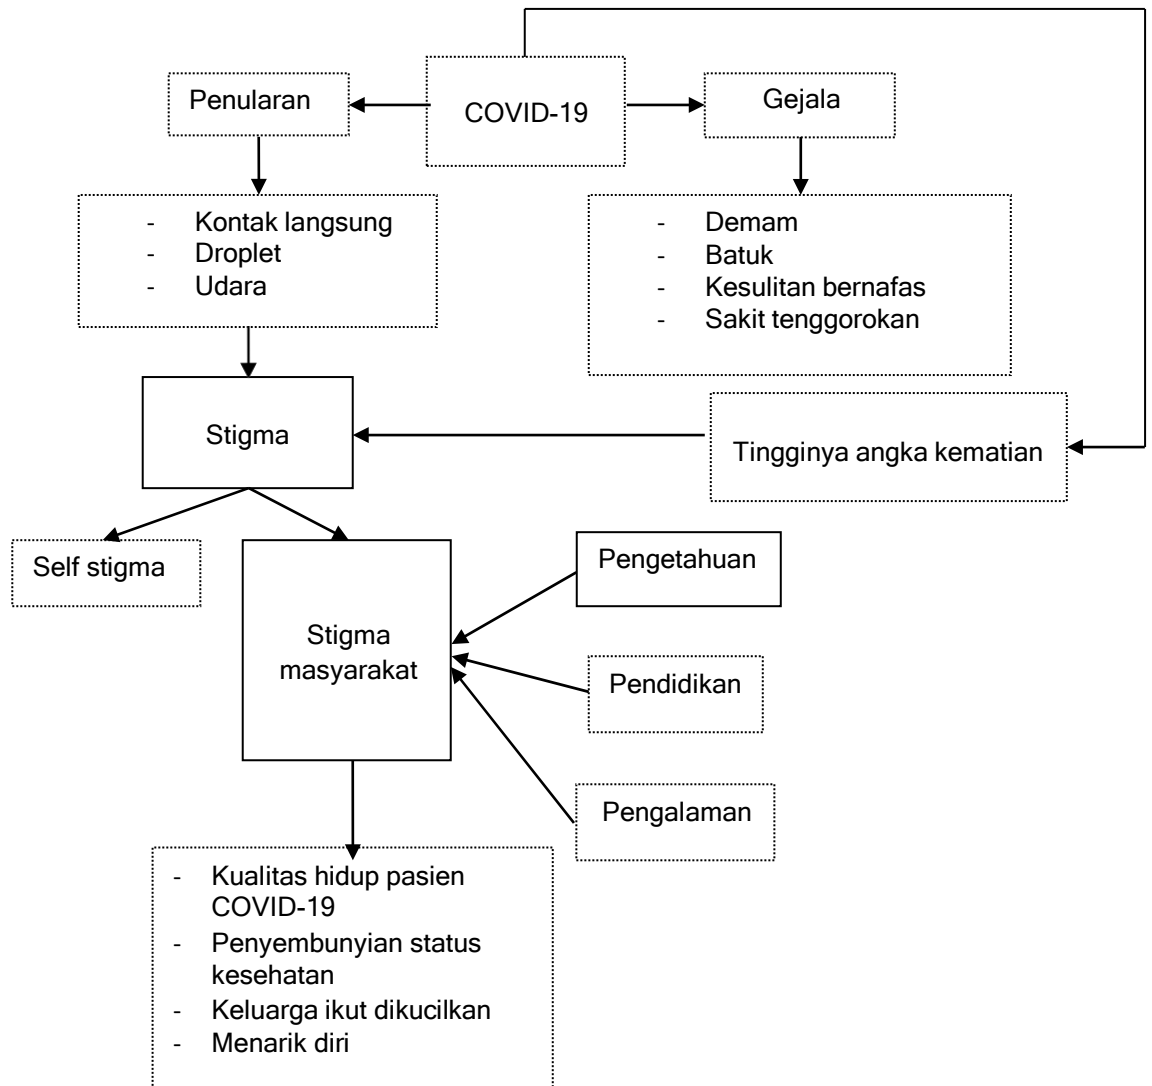 Penularan
COVID-19
Gejala
- Kontak langsung
- Droplet
- Udara
- Demam
- Batuk
- Kesulitan bernafas
- Sakit tenggorokan
Stigma
Tingginya angka kematian
Self stigma
Stigma
masyarakat
Pengetahuan
Pendidikan
Pengalaman
- Kualitas hidup pasien
COVID-19
- Penyembunyian status
kesehatan
- Keluarga ikut dikucilkan
- Menarik diri